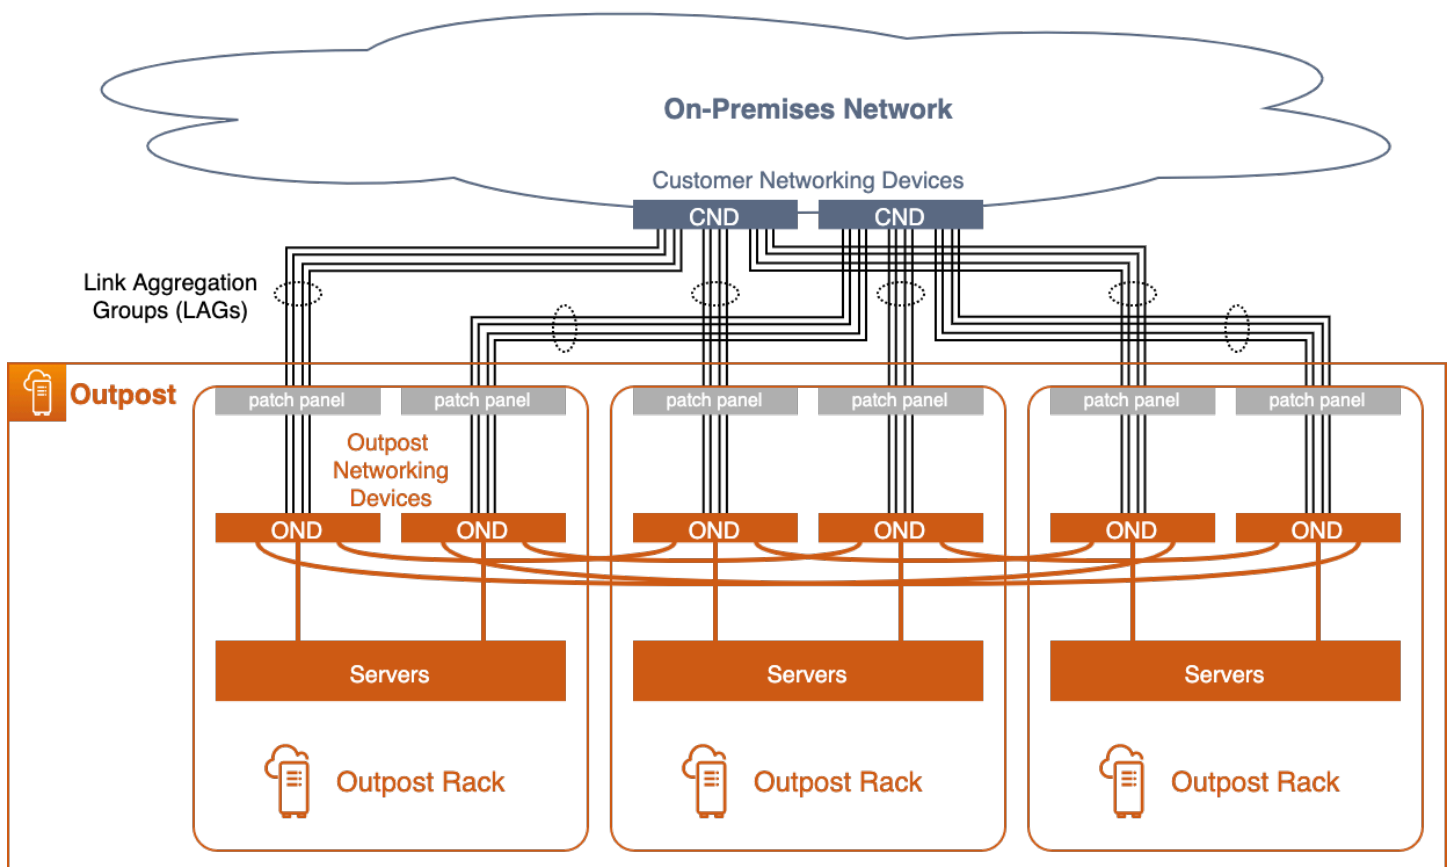 On-Premises Network
Customer Networking Devices
CND
CND
Link Aggregation
Groups (LAGs)
Outpost
patch panel
patch panel
patch panel
patch panel
patch panel
patch panel
Outpost
Networking
Devices
OND
OND
OND
OND
OND
OND
Servers
Servers
Servers
Outpost Rack
Outpost Rack
Outpost Rack